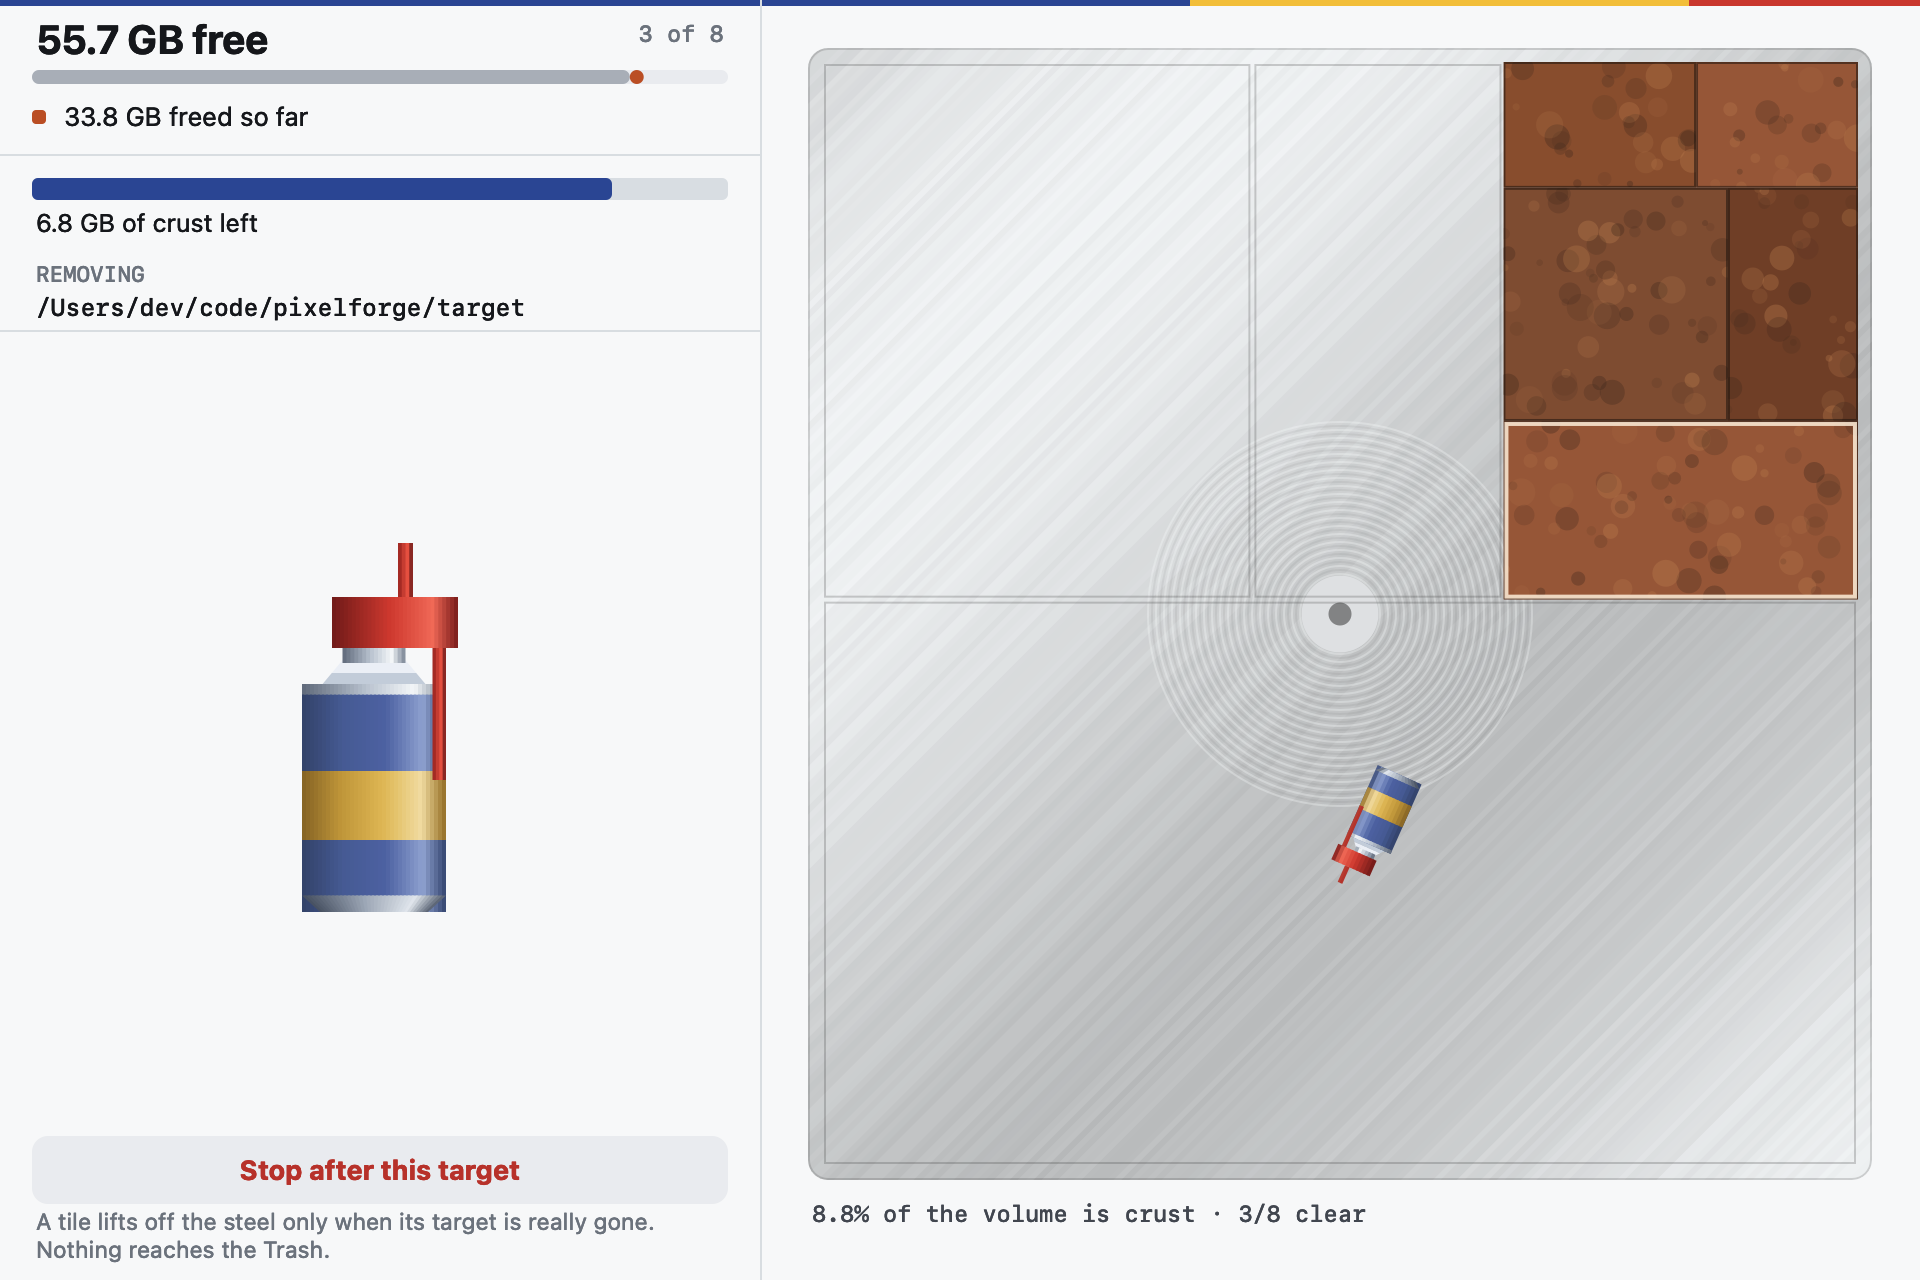 55.7 GB free
3 of 8
33.8 GB freed so far
6.8 GB of crust left
REMOVING
/Users/dev/code/pixelforge/target
Stop after this target
A tile lifts off the steel only when its target is really gone.
Nothing reaches the Trash.
8.8% of the volume is crust · 3/8 clear